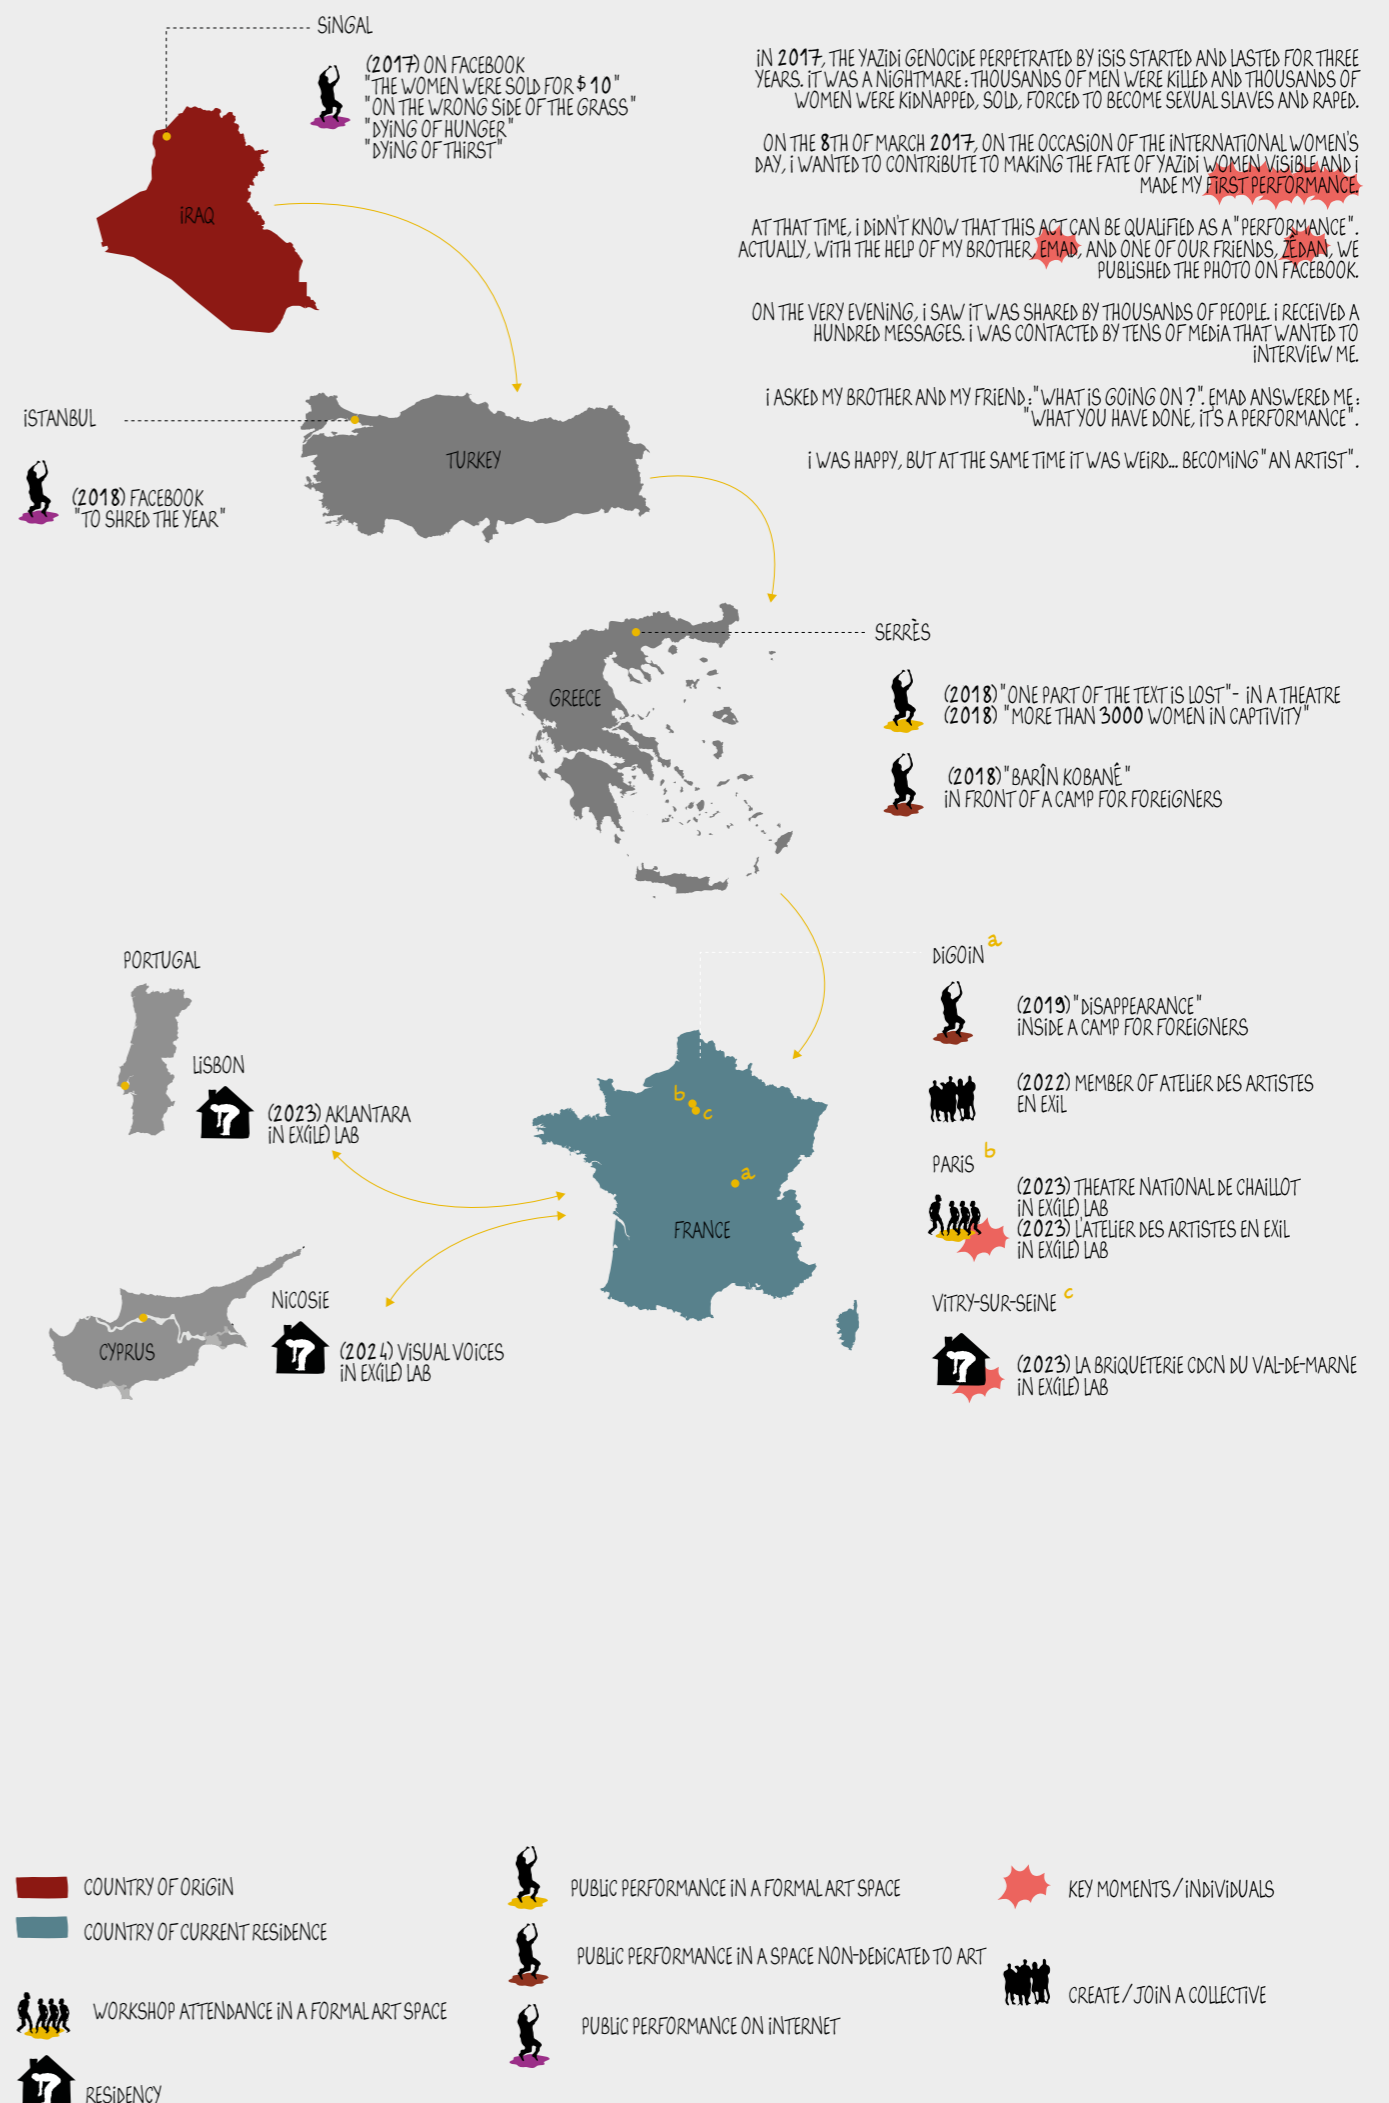 SiNGAL
(2017) ON FACEBOOK
"THE WOMEN WERE SOLD FOR $ 10"
"ON THE WRONG SiDE OF THE GRASS"
"DYiNG OF HUNGER"
"DYiNG OF THiRST"
iN 2017, THE YAZiDi GENOCiDE PERPETRATED BY iSiS STARTED AND LASTED FOR THREE
YEARS. iT WAS A NiGHTMARE : THOUSANDS OF MEN WERE KiLLED AND THOUSANDS OF
WOMEN WERE KiDNAPPED, SOLD, FORCED TO BECOME SEXUAL SLAVES AND RAPED.
ON THE 8TH OF MARCH 2017, ON THE OCCASiON OF THE iNTERNATiONAL WOMEN'S
DAY, i WANTED TO CONTRiBUTE TO MAKiNG THE FATE OF YAZiDi WOMEN ViSiBLE AND i
MADE MY FiRST PERFORMANCE.
AT THAT TiME, i DiDN'T KNOW THAT THiS ACT CAN BE QUALiFiED AS A "PERFORMANCE".
ACTUALLY, WiTH THE HELP OF MY BROTHER, EMAD, AND ONE OF OUR FRiENDS, ZÊDAN, WE
PUBLiSHED THE PHOTO ON FACEBOOK.
ON THE VERY EVENiNG, i SAW iT WAS SHARED BY THOUSANDS OF PEOPLE. i RECEiVED A
HUNDRED MESSAGES. i WAS CONTACTED BY TENS OF MEDiA THAT WANTED TO
iNTERViEW ME.
i ASKED MY BROTHER AND MY FRiEND : "WHAT iS GOiNG ON ?". EMAD ANSWERED ME :
"WHAT YOU HAVE DONE, iT'S A PERFORMANCE".
i WAS HAPPY, BUT AT THE SAME TiME iT WAS WEiRD... BECOMiNG "AN ARTiST".
iRAQ
iSTANBUL
TURKEY
(2018) FACEBOOK
"TO SHRED THE YEAR"
SERRÈS
GREECE
(2018) "ONE PART OF THE TEXT iS LOST" - iN A THEATRE
(2018) "MORE THAN 3000 WOMEN iN CAPTiViTY"
(2018) "BARÎN KOBANÊ"
iN FRONT OF A CAMP FOR FOREiGNERS
PORTUGAL
LiSBON
(2023) AKLANTARA
iN EX(iLE) LAB
DiGOiN a
(2019) "DiSAPPEARANCE"
iNSiDE A CAMP FOR FOREiGNERS
(2022) MEMBER OF ATELiER DES ARTiSTES
EN EXiL
b
c
a
FRANCE
PARiS b
(2023) THEATRE NATiONAL DE CHAiLLOT
iN EX(iLE) LAB
(2023) L'ATELiER DES ARTiSTES EN EXiL
iN EX(iLE) LAB
ViTRY-SUR-SEiNE c
(2023) LA BRiQUETERiE CDCN DU VAL-DE-MARNE
iN EX(iLE) LAB
NiCOSiE
CYPRUS
(2024) ViSUAL VOiCES
iN EX(iLE) LAB
COUNTRY OF ORiGiN
COUNTRY OF CURRENT RESiDENCE
WORKSHOP ATTENDANCE iN A FORMAL ART SPACE
RESiDENCY
PUBLiC PERFORMANCE iN A FORMAL ART SPACE
PUBLiC PERFORMANCE iN A SPACE NON-DEDiCATED TO ART
PUBLiC PERFORMANCE ON iNTERNET
KEY MOMENTS / iNDiViDUALS
CREATE / JOiN A COLLECTiVE